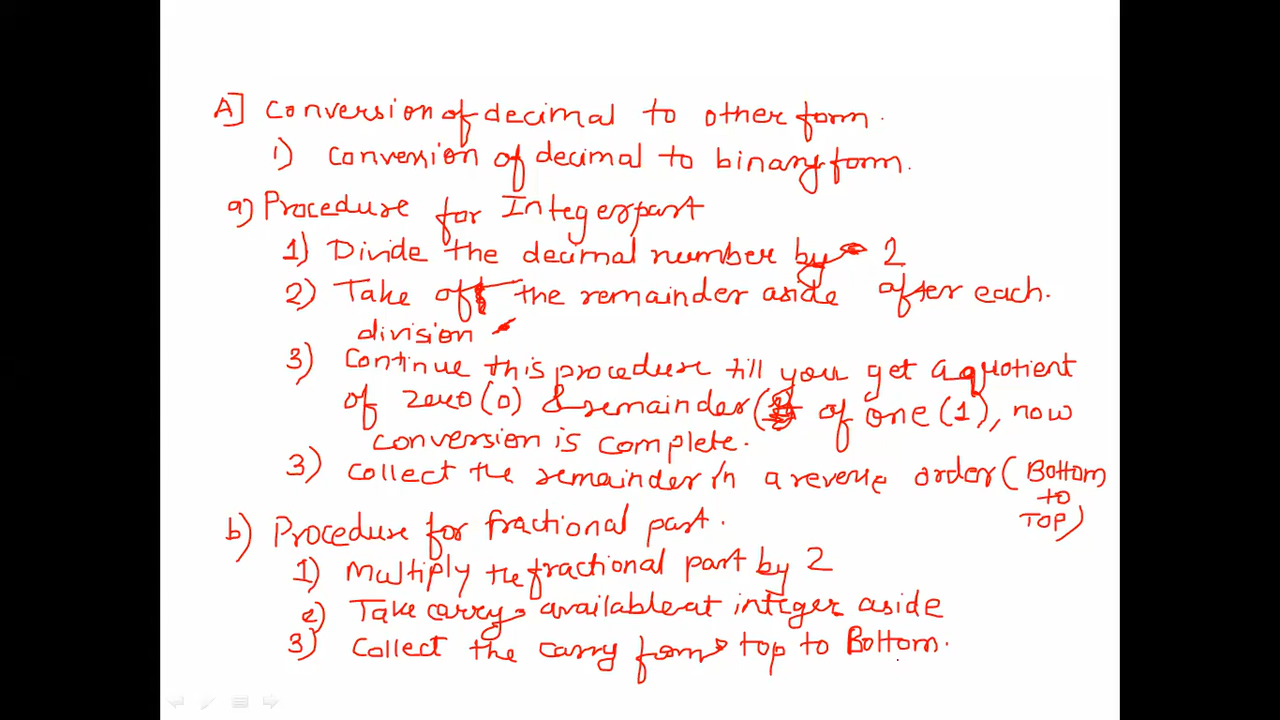 A] Conversion of decimal to other form.
i) Conversion of decimal to binary form.
a) Procedure for Integer part
1) Divide the decimal number by 2
2) Take off the remainder aside after each.
division
3) Continue this procedure till you get a quotient
of zero (0) & remainder ( of one (1), now
conversion is complete.
3) Collect the remainder in a reverse order (Bottom
to
TOP)
b) Procedure for fractional part.
1) Multiply the fractional part by 2
2) Take carry available at integer aside
3) Collect the carry form top to Bottom.